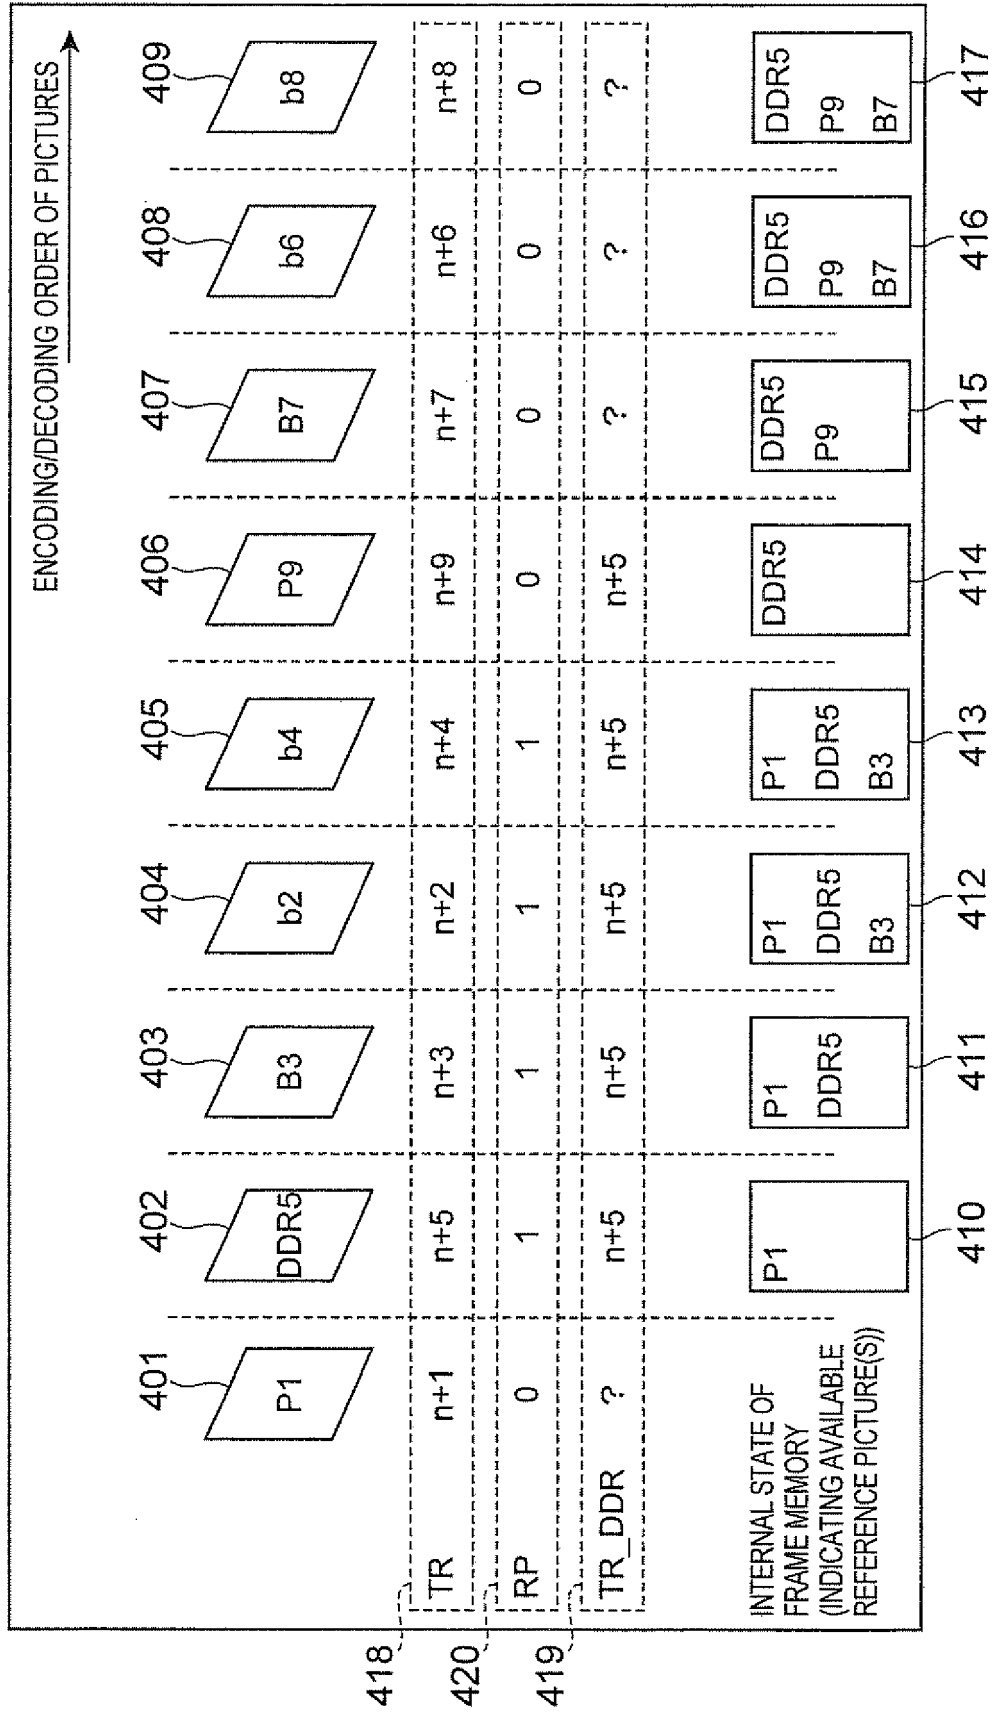 ENCODING/DECODING ORDER OF PICTURES
401 402 403 404 405 406 407 408 409
P1 DDR5 B3 b2 b4 P9 B7 b6 b8
418 TR n+1 n+5 n+3 n+2 n+4 n+9 n+7 n+6 n+8
420 RP 0 1 1 1 1 0 0 0 0
419 TR_DDR ? n+5 n+5 n+5 n+5 n+5 ? ? ?
INTERNAL STATE OF
FRAME MEMORY
(INDICATING AVAILABLE
REFERENCE PICTURE(S))
P1
P1
DDR5
P1
DDR5
B3
P1
DDR5
B3
DDR5
DDR5
P9
DDR5
P9
B7
DDR5
P9
B7
410 411 412 413 414 415 416 417